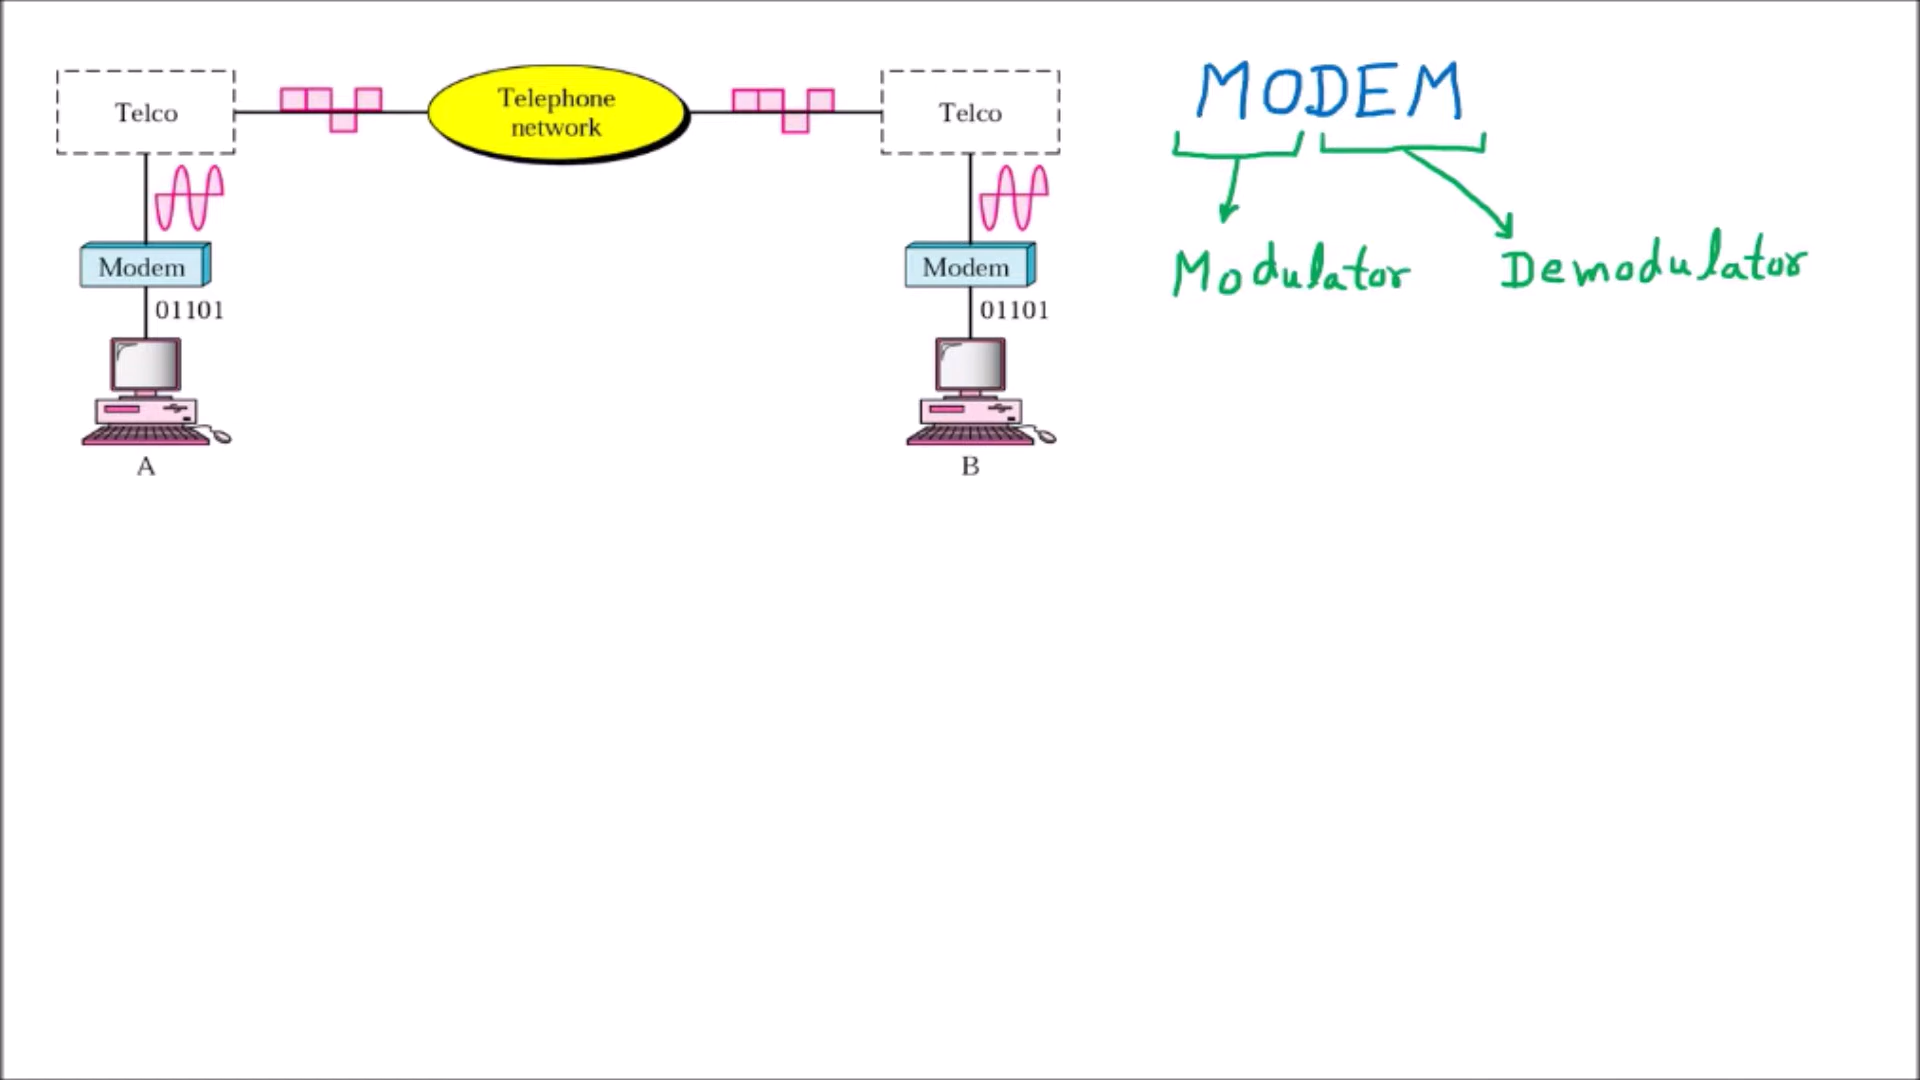 Telco
Telephone
network
Telco
MODEM
Modulator Demodulator
Modem
Modem
01101
01101
A
B